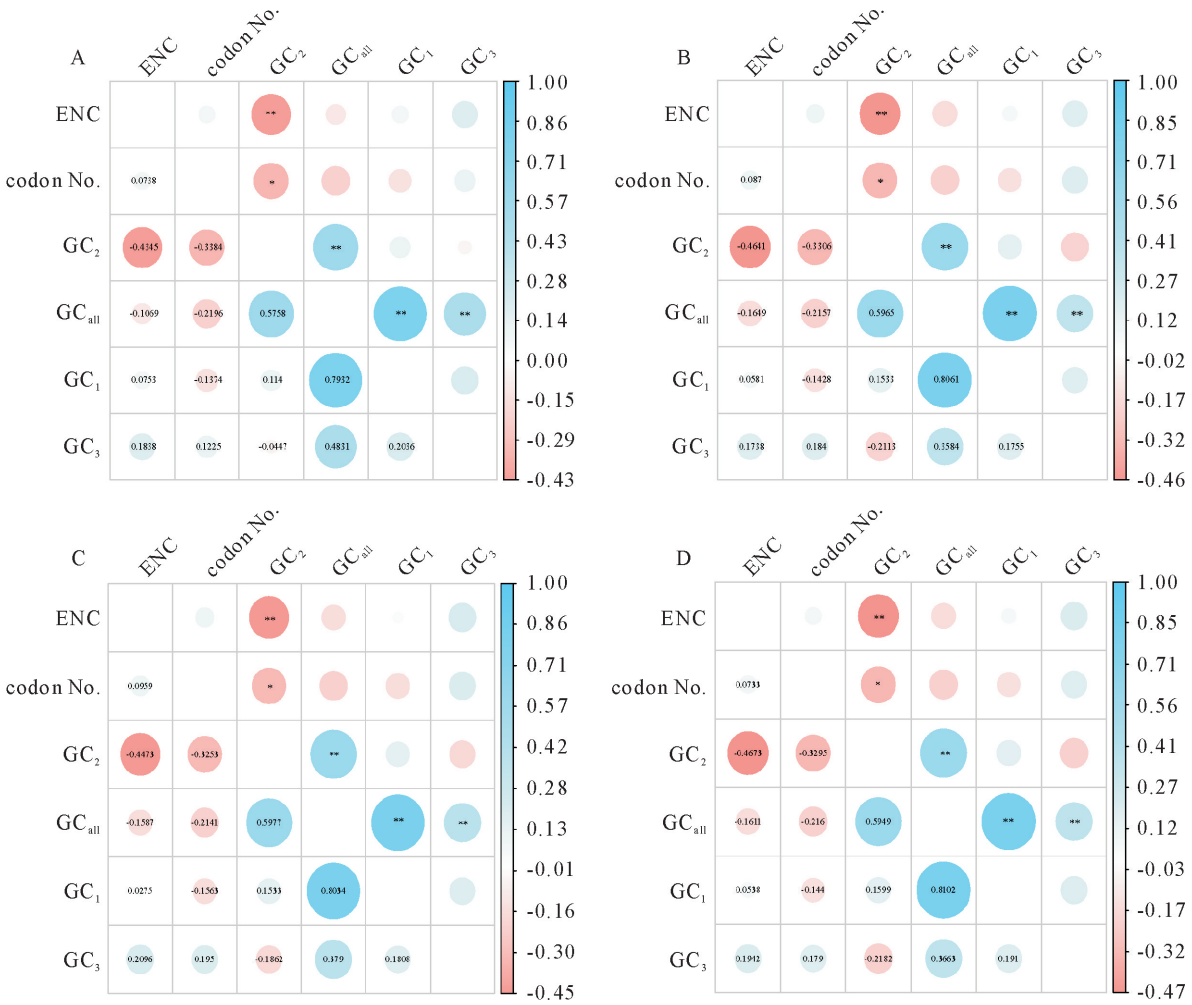 A
ENC codon No. GC2 GCall GC1 GC3
ENC ** 1.00
codon No. 0.0738 * 0.86
GC2 -0.4345 -0.3384 ** 0.71
GCall -0.1069 -0.2196 0.5758 ** ** 0.57
GC1 0.0753 -0.1374 0.114 0.7932 0.43
GC3 0.1838 0.1225 -0.0447 0.4831 0.2036 0.28
0.14
0.00
-0.15
-0.29
-0.43
B
ENC codon No. GC2 GCall GC1 GC3
ENC ** 1.00
codon No. 0.087 * 0.85
GC2 -0.4641 -0.3306 ** 0.71
GCall -0.1649 -0.2157 0.5965 ** ** 0.56
GC1 0.0581 -0.1428 0.1533 0.8061 0.41
GC3 0.1738 0.184 -0.2113 0.3584 0.1755 0.27
0.12
-0.02
-0.17
-0.32
-0.46
C
ENC codon No. GC2 GCall GC1 GC3
ENC ** 1.00
codon No. 0.0959 * 0.86
GC2 -0.4473 -0.3253 ** 0.71
GCall -0.1587 -0.2141 0.5977 ** ** 0.57
GC1 0.0275 -0.1563 0.1533 0.8034 0.42
GC3 0.2096 0.195 -0.1862 0.379 0.1808 0.28
0.13
-0.01
-0.16
-0.30
-0.45
D
ENC codon No. GC2 GCall GC1 GC3
ENC ** 1.00
codon No. 0.0733 * 0.85
GC2 -0.4673 -0.3295 ** 0.71
GCall -0.1611 -0.216 0.5949 ** ** 0.56
GC1 0.0538 -0.144 0.1599 0.8102 0.41
GC3 0.1942 0.179 -0.2182 0.3663 0.191 0.27
0.12
-0.03
-0.17
-0.32
-0.47